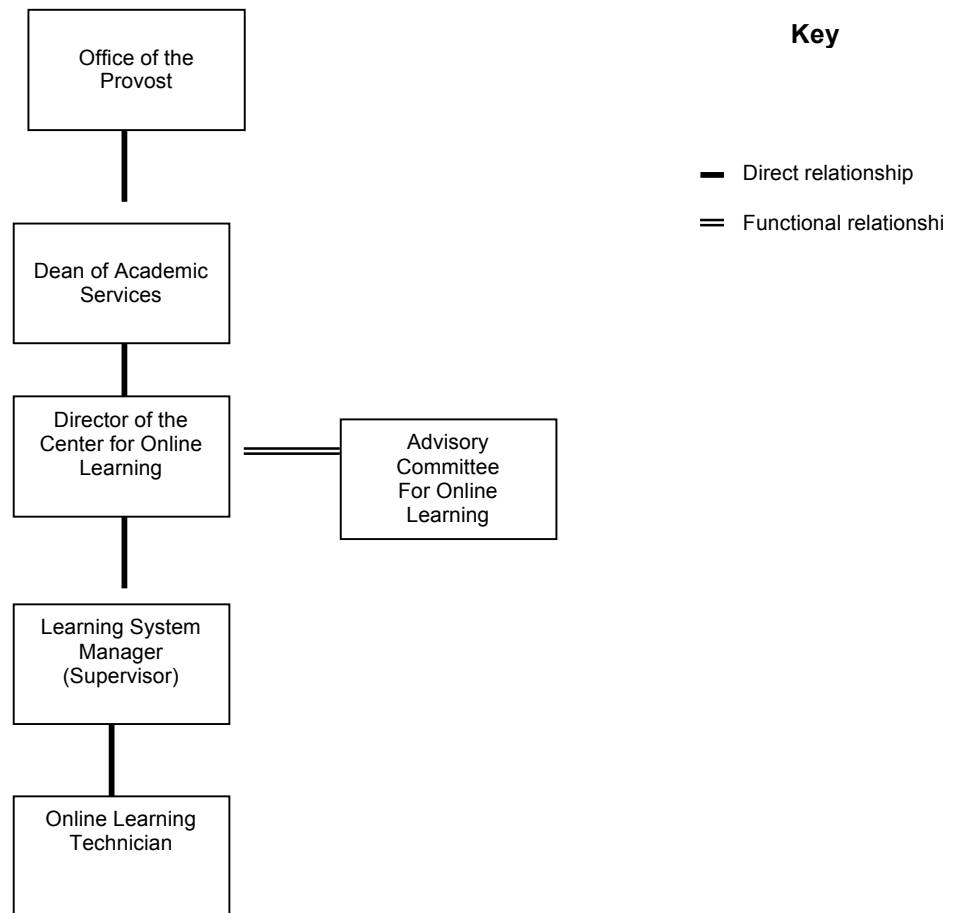 Office of the
Provost
Key
Direct relationship
Functional relationshi
Dean of Academic
Services
Director of the
Center for Online
Learning
Advisory
Committee
For Online
Learning
Learning System
Manager
(Supervisor)
Online Learning
Technician